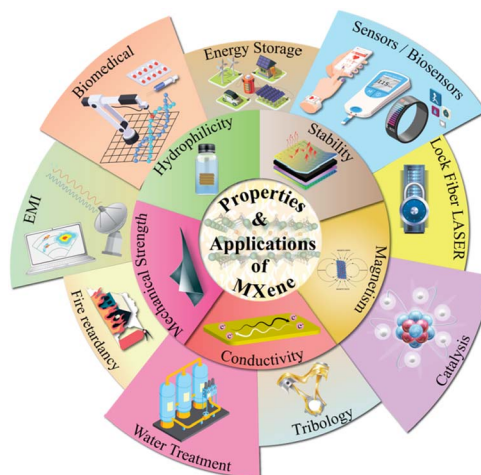 Properties
&
Applications
of
MXene
Hydrophilicity
Stability
Magnetism
Conductivity
Mechanical Strength
Energy Storage
Sensors / Biosensors
Lock Fiber LASER
Catalysis
Tribology
Water Treatment
Fire retardancy
EMI
Biomedical